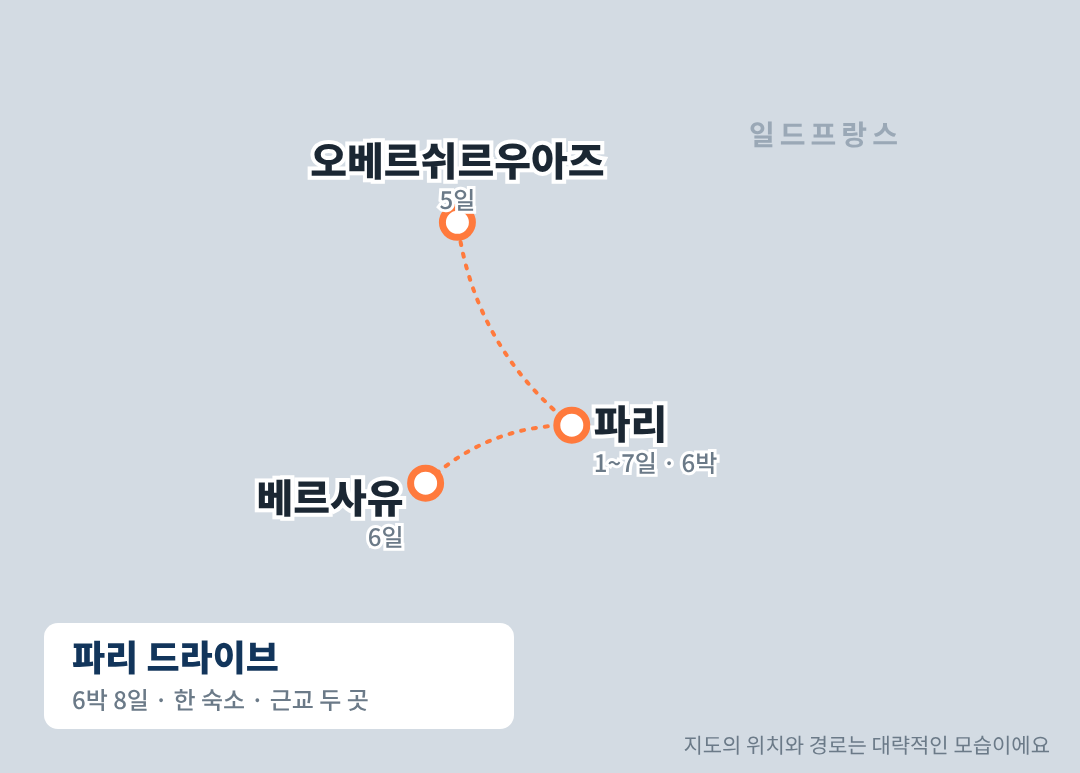 일드프랑스
오베르쉬르우아즈
5일
파리
1~7일 · 6박
베르사유
6일
파리 드라이브
6박 8일 · 한 숙소 · 근교 두 곳
지도의 위치와 경로는 대략적인 모습이에요